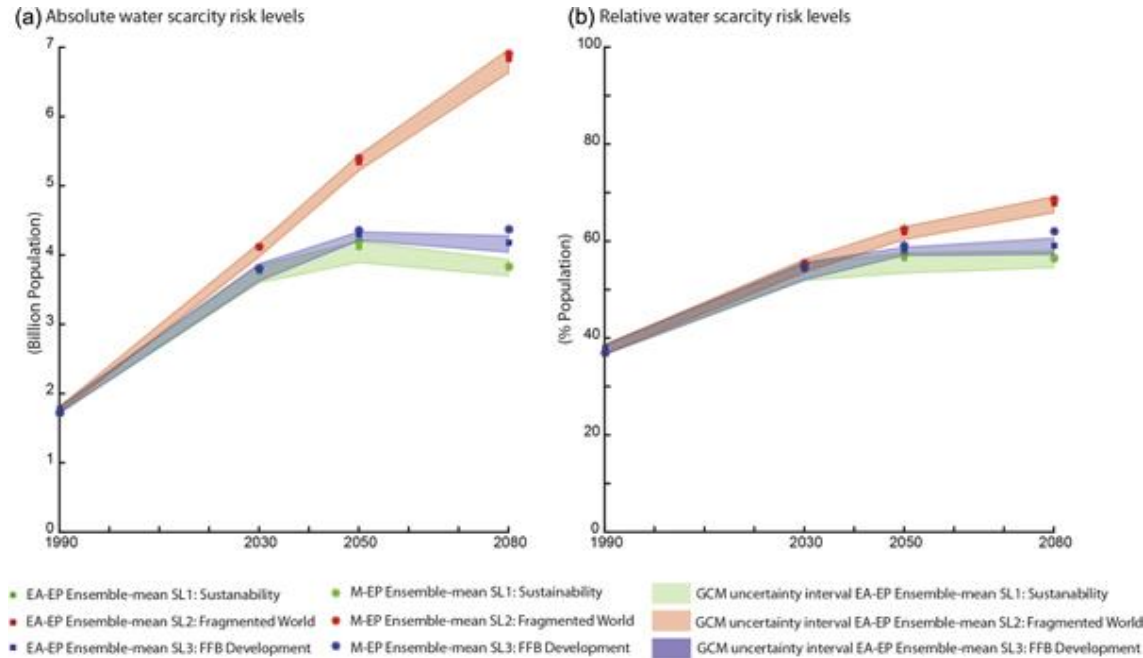 (a) Absolute water scarcity risk levels
7
6
5
4
3
2
1
0
(Billion Population)
1990 2030 2050 2080
(b) Relative water scarcity risk levels
100
80
60
40
20
0
(% Population)
1990 2030 2050 2080
EA-EP Ensemble-mean SL1: Sustanability
EA-EP Ensemble-mean SL2: Fragmented World
EA-EP Ensemble-mean SL3: FFB Development
M-EP Ensemble-mean SL1: Sustainability
M-EP Ensemble-mean SL2: Fragmented World
M-EP Ensemble-mean SL3: FFB Development
GCM uncertainty interval EA-EP Ensemble-mean SL1: Sustanability
GCM uncertainty interval EA-EP Ensemble-mean SL2: Fragmented World
GCM uncertainty interval EA-EP Ensemble-mean SL3: FFB Development